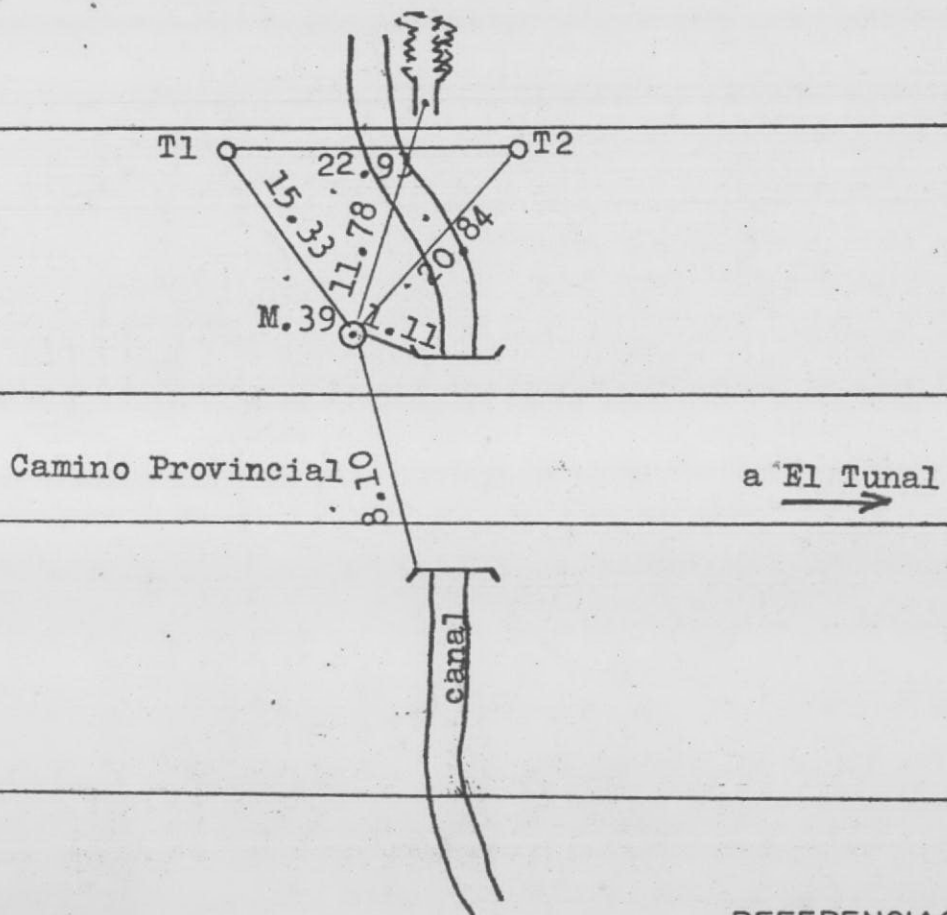 T1
T2
22.93
15.33
11.78
20.84
M.39
1.11
Camino Provincial
8.10
a El Tunal
canal